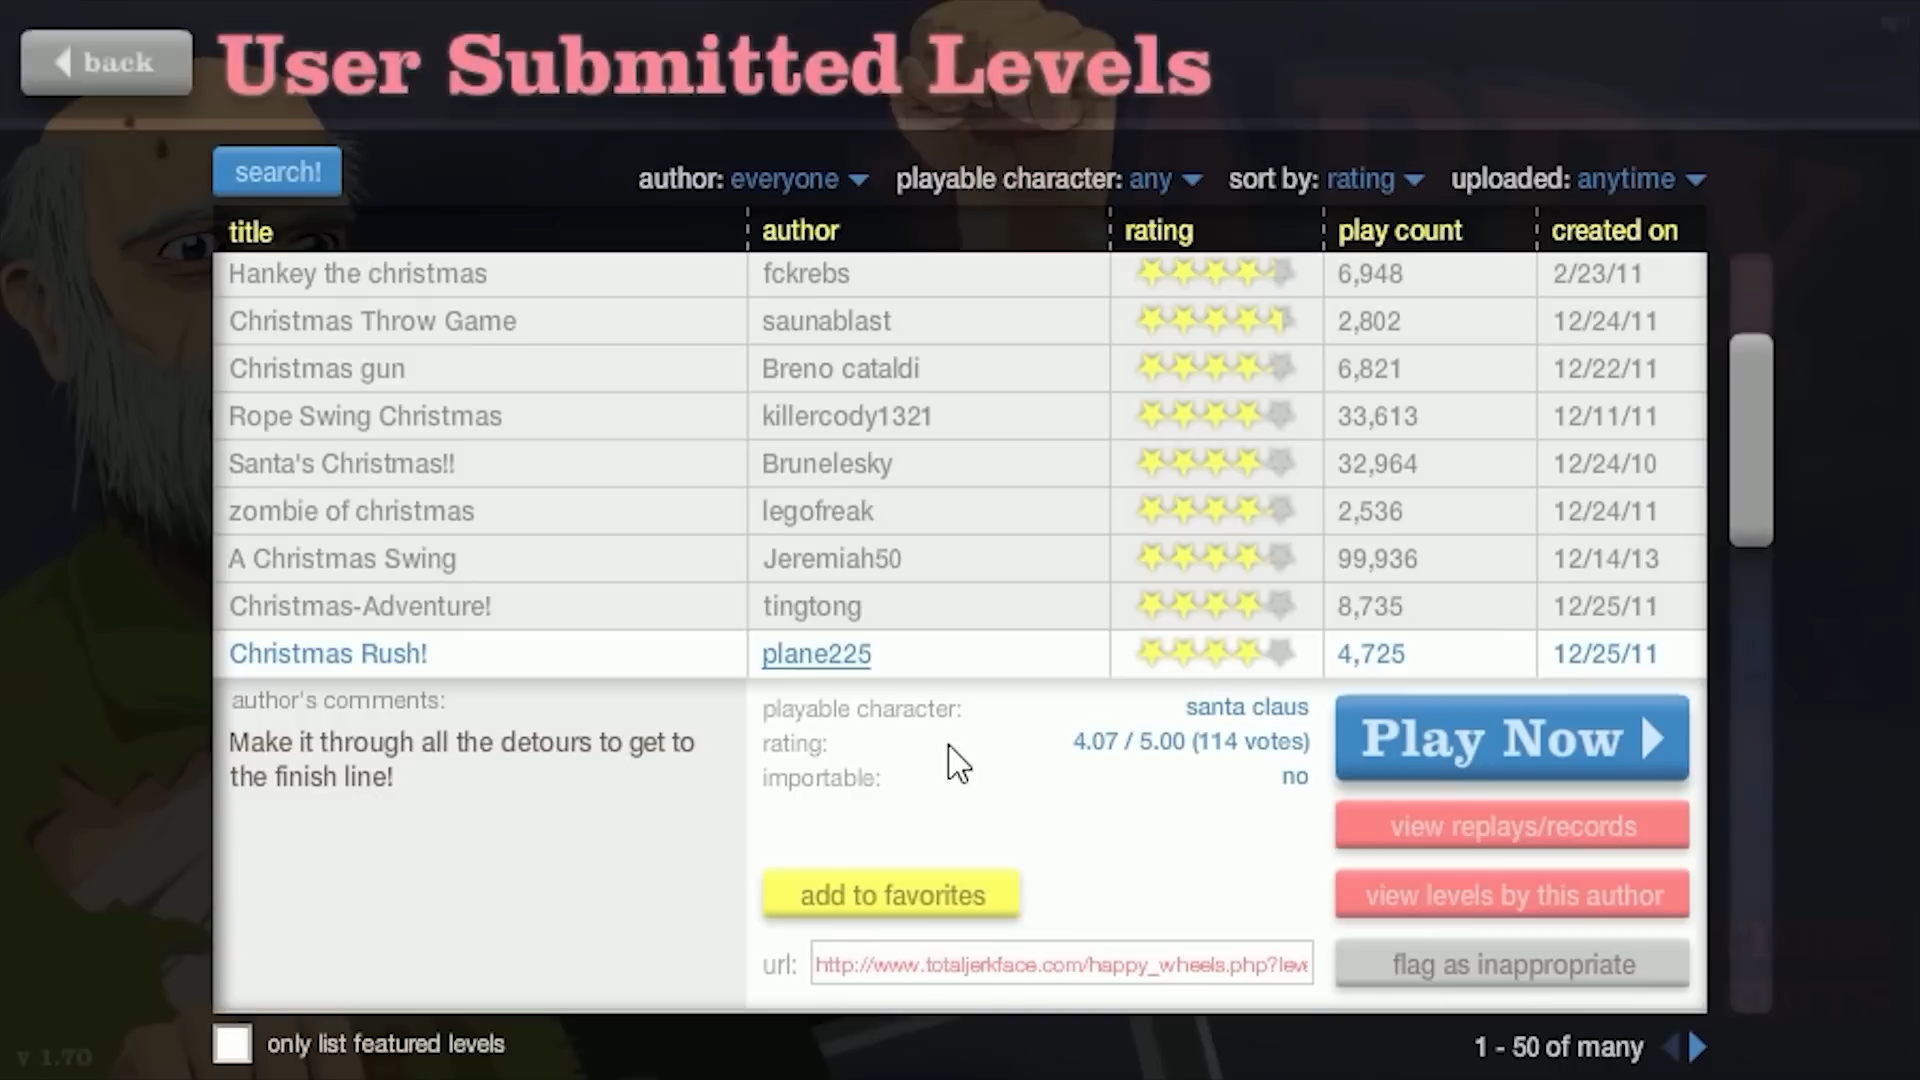 back
User Submitted Levels
search!
author: everyone playable character: any sort by: rating uploaded: anytime
title author rating play count created on
Hankey the christmas fckrebs 6,948 2/23/11
Christmas Throw Game saunablast 2,802 12/24/11
Christmas gun Breno cataldi 6,821 12/22/11
Rope Swing Christmas killercody1321 33,613 12/11/11
Santa's Christmas!! Brunelesky 32,964 12/24/10
zombie of christmas legofreak 2,536 12/24/11
A Christmas Swing Jeremiah50 99,936 12/14/13
Christmas-Adventure! tingtong 8,735 12/25/11
Christmas Rush! plane225 4,725 12/25/11
author's comments:
Make it through all the detours to get to
the finish line!
playable character: santa claus
rating: 4.07 / 5.00 (114 votes)
importable: no
Play Now
view replays/records
add to favorites
view levels by this author
url: http://www.totaljerkface.com/happy_wheels.php?leve
flag as inappropriate
only list featured levels
1 - 50 of many
v 1.70